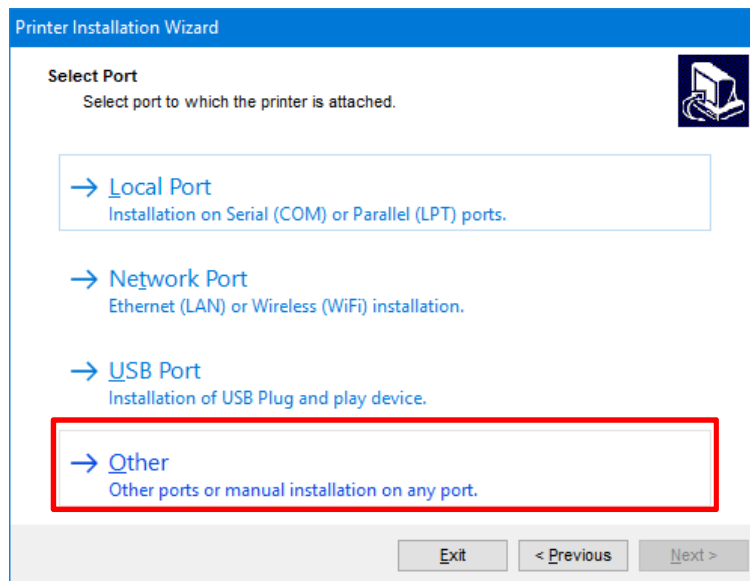 Printer Installation Wizard
Select Port
Select port to which the printer is attached.
→ Local Port
Installation on Serial (COM) or Parallel (LPT) ports.
→ Network Port
Ethernet (LAN) or Wireless (WiFi) installation.
→ USB Port
Installation of USB Plug and play device.
→ Other
Other ports or manual installation on any port.
Exit < Previous Next >